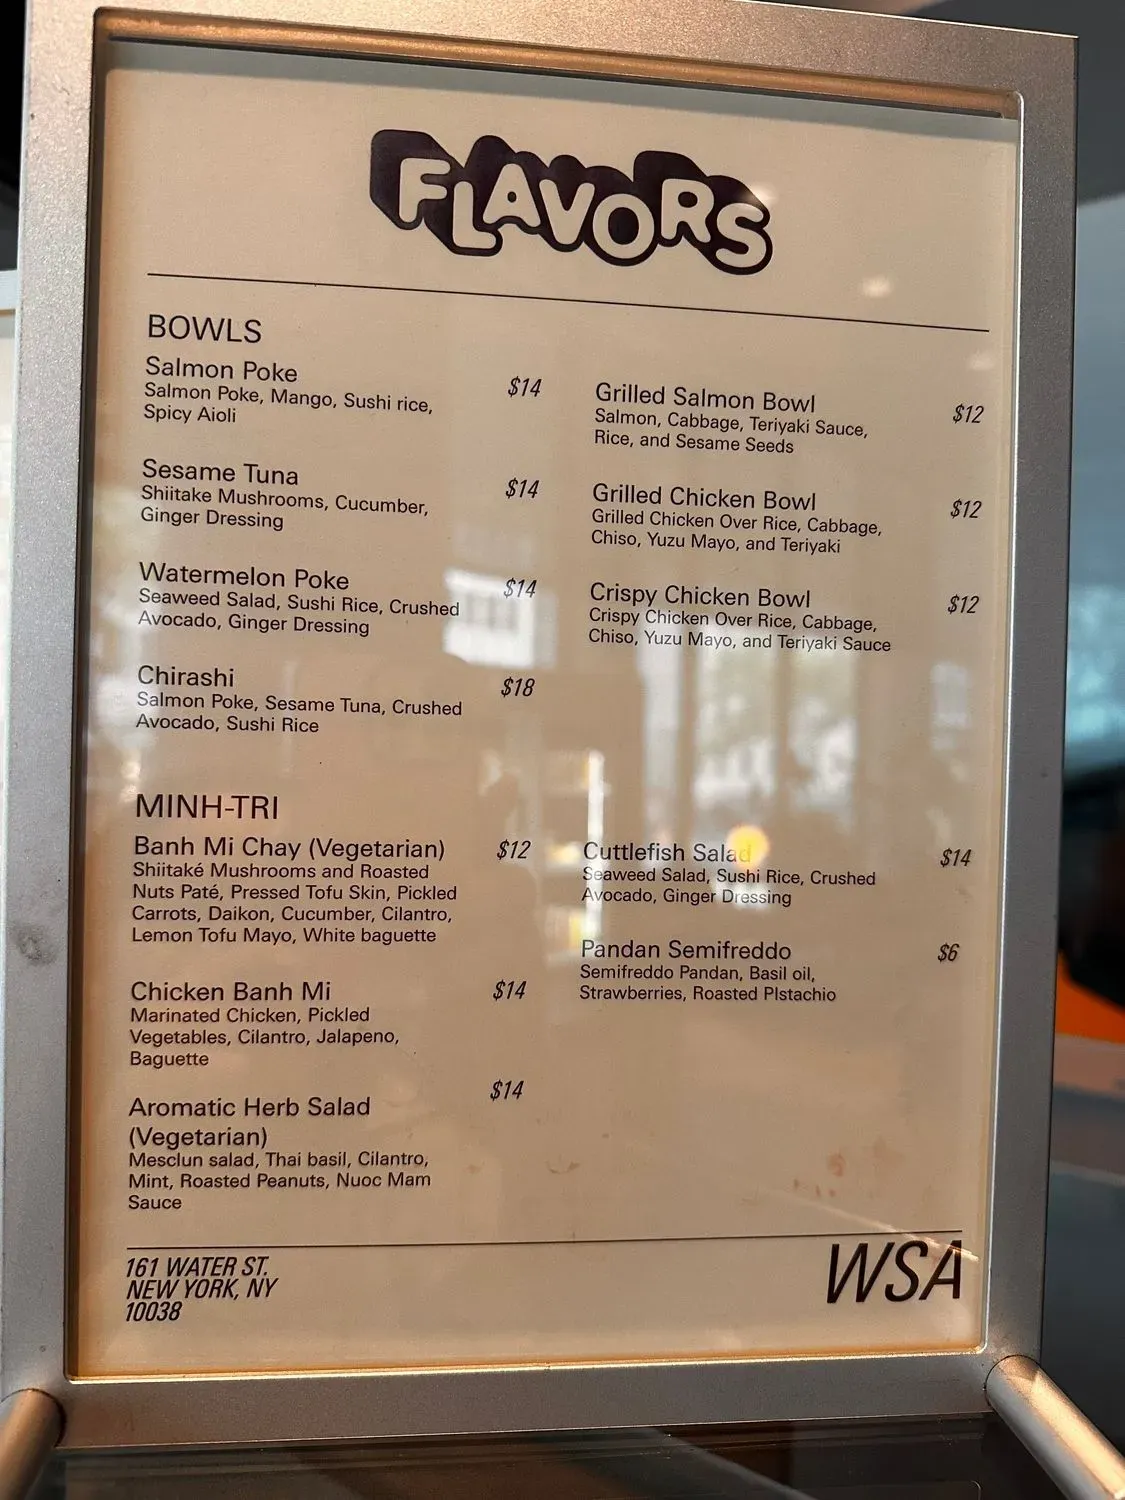 FLAVORS
BOWLS
Salmon Poke
$14
Salmon Poke, Mango, Sushi rice,
Spicy Aioli
Sesame Tuna
$14
Shiitake Mushrooms, Cucumber,
Ginger Dressing
Watermelon Poke
$14
Seaweed Salad, Sushi Rice, Crushed
Avocado, Ginger Dressing
Chirashi
$18
Salmon Poke, Sesame Tuna, Crushed
Avocado, Sushi Rice
Grilled Salmon Bowl
$12
Salmon, Cabbage, Teriyaki Sauce,
Rice, and Sesame Seeds
Grilled Chicken Bowl
$12
Grilled Chicken Over Rice, Cabbage,
Chiso, Yuzu Mayo, and Teriyaki
Crispy Chicken Bowl
$12
Crispy Chicken Over Rice, Cabbage,
Chiso, Yuzu Mayo, and Teriyaki Sauce
MINH-TRI
Banh Mi Chay (Vegetarian)
$12
Shiitaké Mushrooms and Roasted
Nuts Paté, Pressed Tofu Skin, Pickled
Carrots, Daikon, Cucumber, Cilantro,
Lemon Tofu Mayo, White baguette
Chicken Banh Mi
$14
Marinated Chicken, Pickled
Vegetables, Cilantro, Jalapeno,
Baguette
$14
Aromatic Herb Salad
(Vegetarian)
Mesclun salad, Thai basil, Cilantro,
Mint, Roasted Peanuts, Nuoc Mam
Sauce
Cuttlefish Salad
$14
Seaweed Salad, Sushi Rice, Crushed
Avocado, Ginger Dressing
Pandan Semifreddo
$6
Semifreddo Pandan, Basil oil,
Strawberries, Roasted PIstachio
161 WATER ST.
NEW YORK, NY
10038
WSA